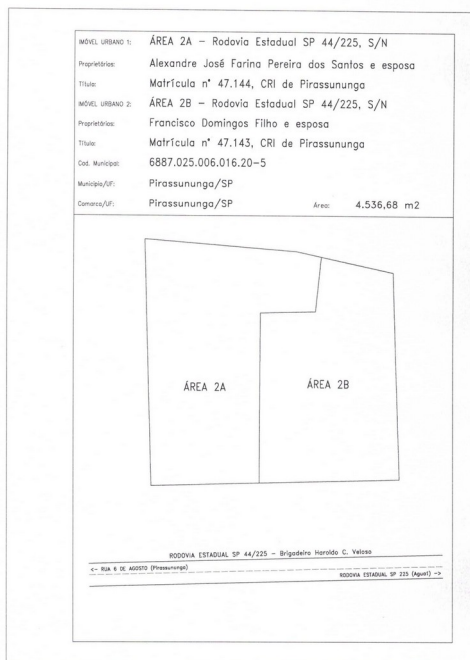 IMÓVEL URBANO 1: ÁREA 2A – Rodovia Estadual SP 44/225, S/N
Proprietários: Alexandre José Farina Pereira dos Santos e esposa
Título: Matrícula n° 47.144, CRI de Pirassununga
IMÓVEL URBANO 2: ÁREA 2B – Rodovia Estadual SP 44/225, S/N
Proprietários: Francisco Domingos Filho e esposa
Título: Matrícula n° 47.143, CRI de Pirassununga
Cod. Municipal: 6887.025.006.016.20-5
Município/UF: Pirassununga/SP
Comarca/UF: Pirassununga/SP Area: 4.536,68 m2
ÁREA 2A ÁREA 2B
RODOVIA ESTADUAL SP 44/225 – Brigadeiro Haroldo C. Veloso
<- RUA 6 DE AGOSTO (Pirassununga)
RODOVIA ESTADUAL SP 225 (Aguaí) ->